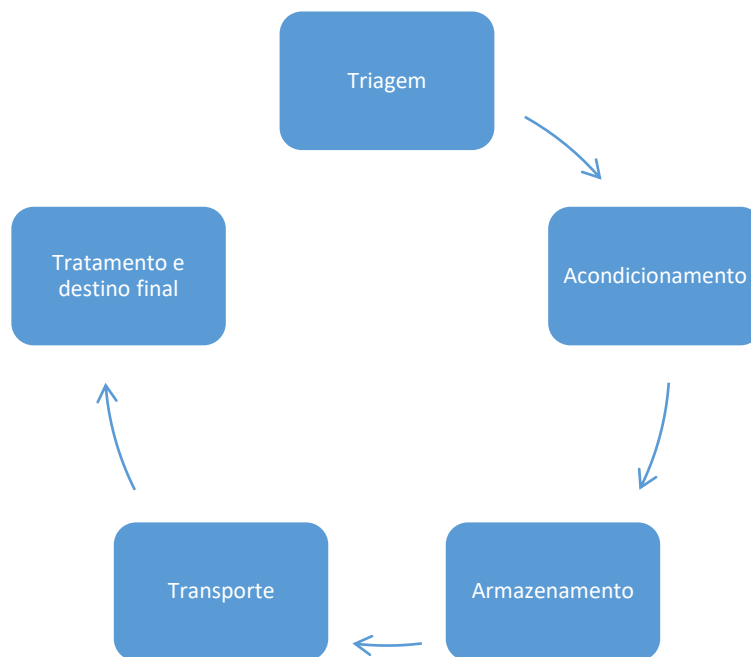 Triagem
Acondicionamento
Armazenamento
Transporte
Tratamento e
destino final